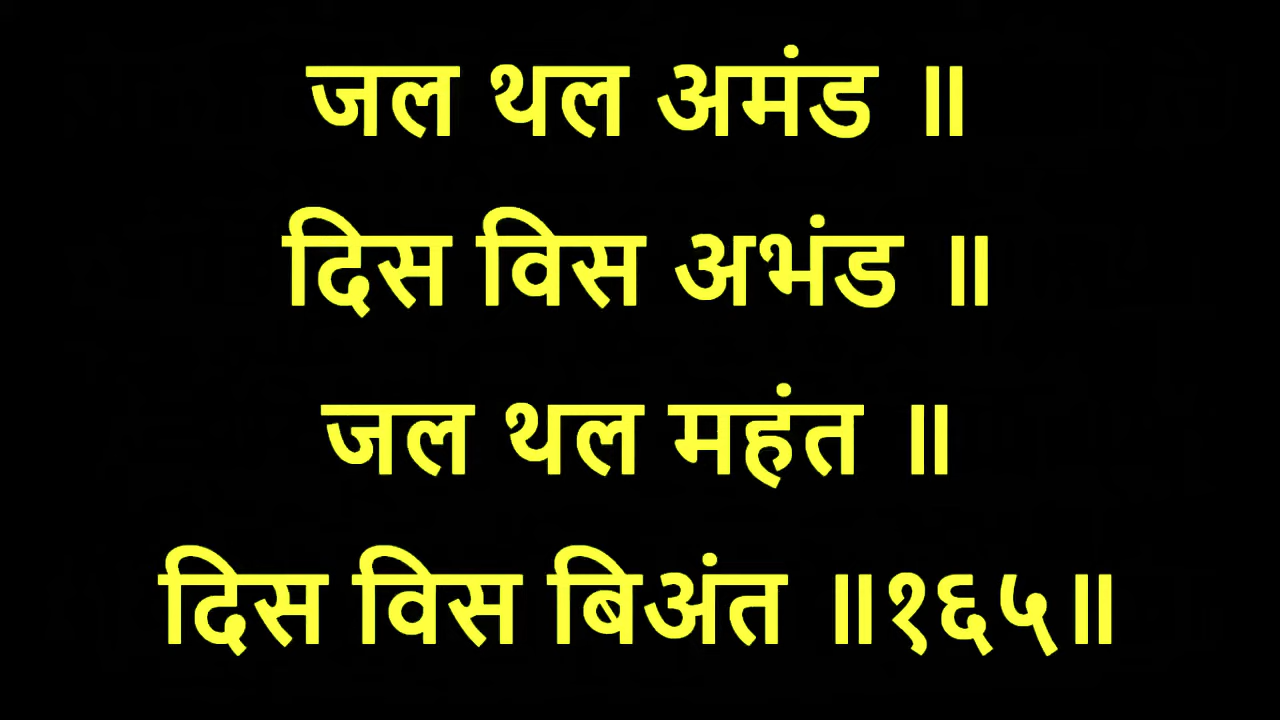 जल थल अमंड ॥
दिस विस अभंड ॥
जल थल महंत ॥
दिस विस बिअंत ॥१६५॥